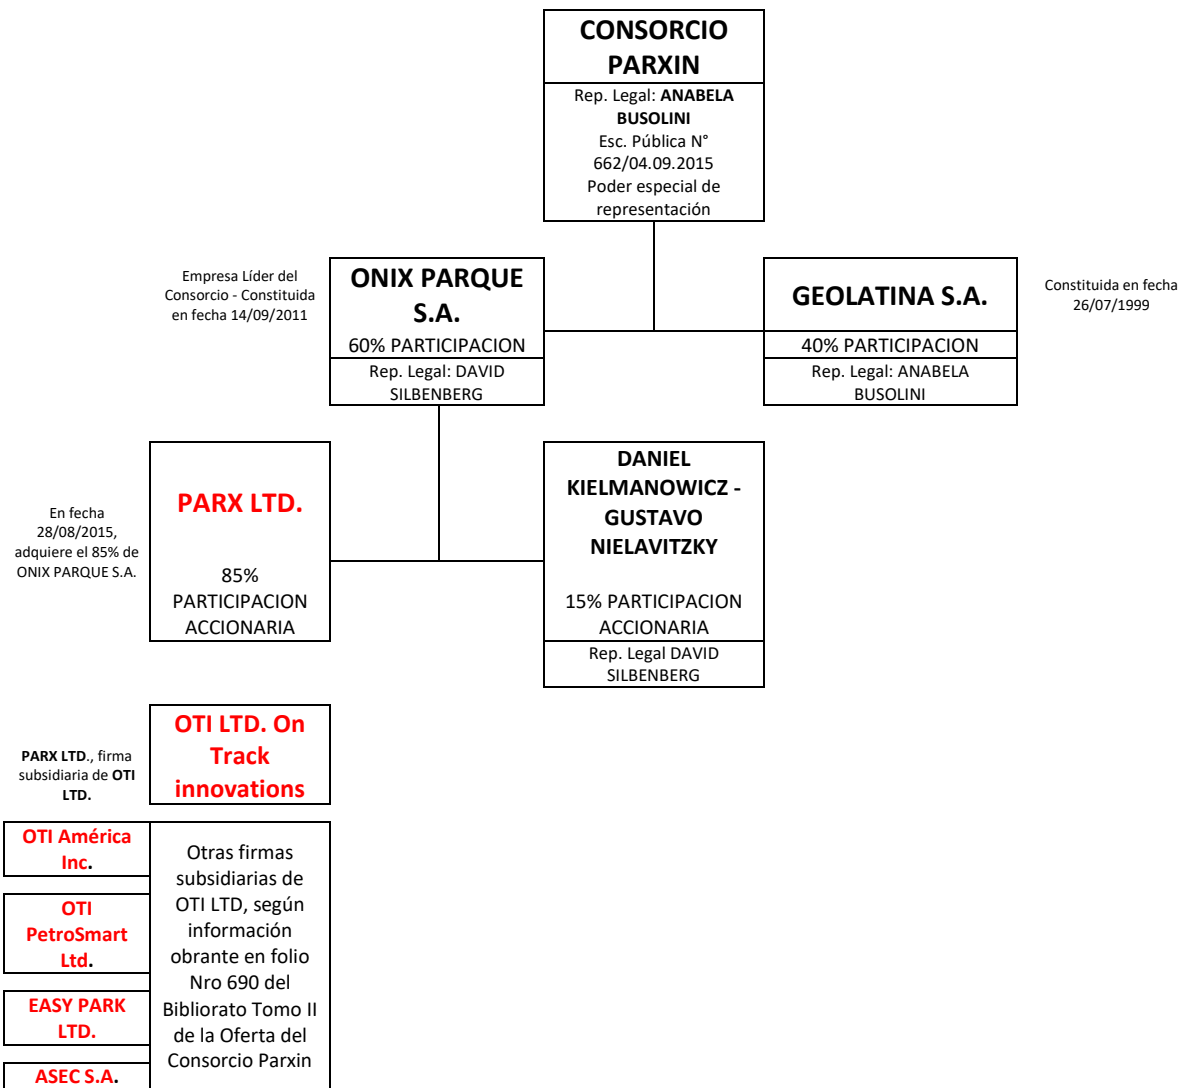 CONSORCIO
PARXIN
Rep. Legal: ANABELA
BUSOLINI
Esc. Pública N°
662/04.09.2015
Poder especial de
representación
Empresa Líder del
Consorcio - Constituida
en fecha 14/09/2011
ONIX PARQUE
S.A.
60% PARTICIPACION
Rep. Legal: DAVID
SILBENBERG
GEOLATINA S.A.
40% PARTICIPACION
Rep. Legal: ANABELA
BUSOLINI
Constituida en fecha
26/07/1999
En fecha
28/08/2015,
adquiere el 85% de
ONIX PARQUE S.A.
PARX LTD.
85%
PARTICIPACION
ACCIONARIA
DANIEL
KIELMANOWICZ -
GUSTAVO
NIELAVITZKY
15% PARTICIPACION
ACCIONARIA
Rep. Legal DAVID
SILBENBERG
PARX LTD., firma
subsidiaria de OTI
LTD.
OTI LTD. On
Track
innovations
OTI América
Inc.
OTI
PetroSmart
Ltd.
EASY PARK
LTD.
ASEC S.A.
Otras firmas
subsidiarias de
OTI LTD, según
información
obrante en folio
Nro 690 del
Bibliorato Tomo II
de la Oferta del
Consorcio Parxin